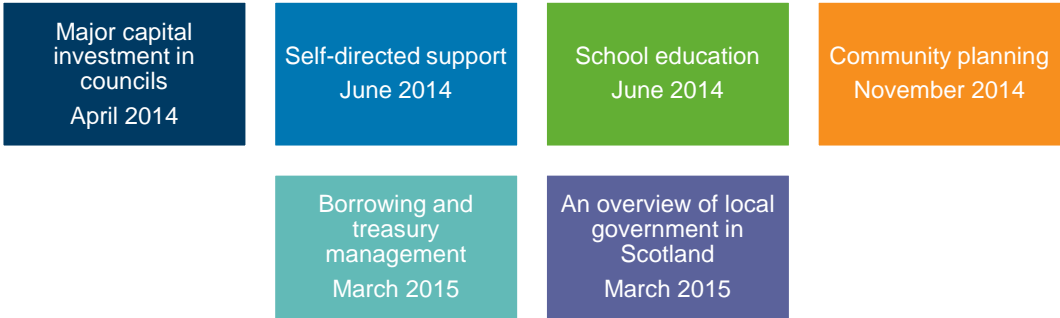 Major capital
investment in
councils
April 2014
Self-directed support
June 2014
School education
June 2014
Community planning
November 2014
Borrowing and
treasury
management
March 2015
An overview of local
government in
Scotland
March 2015